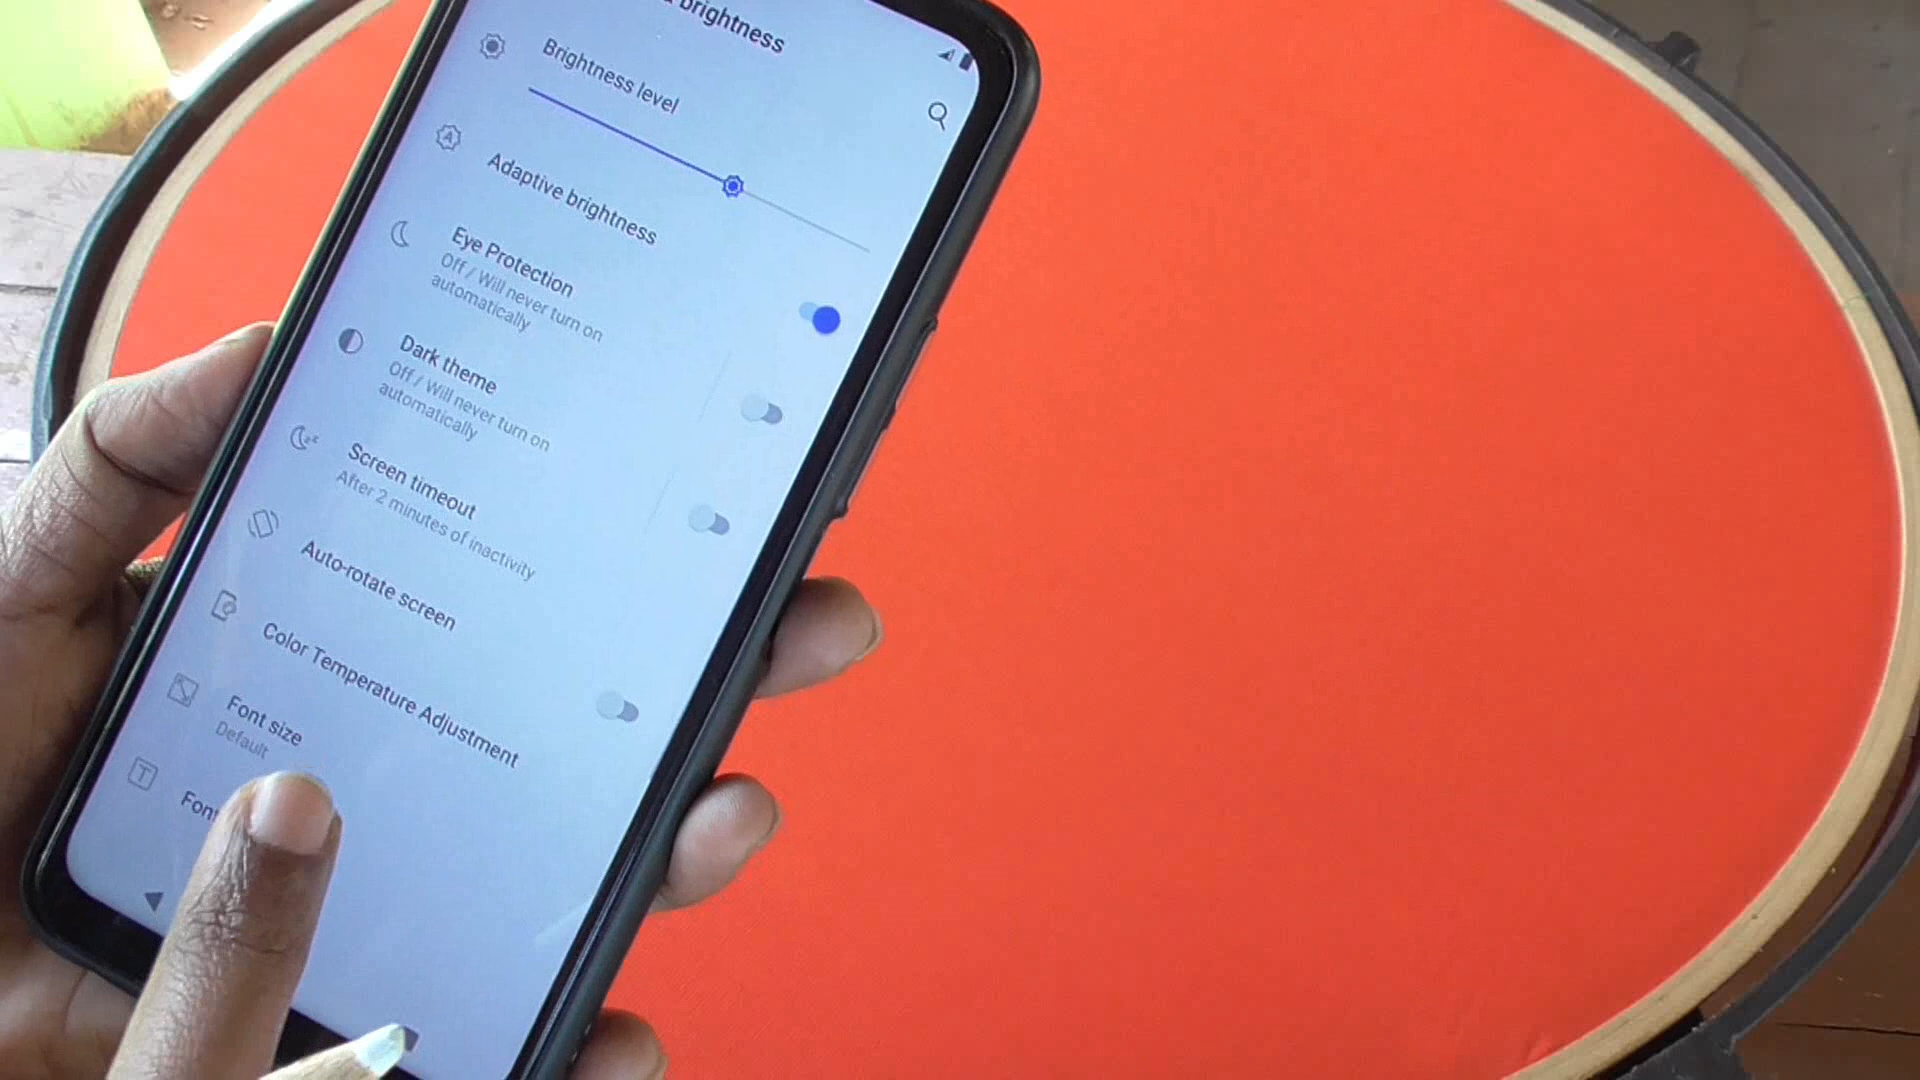 brightness
Brightness level
Adaptive brightness
Eye Protection
Off / Will never turn on
automatically
Dark theme
Off / Will never turn on
automatically
Screen timeout
After 2 minutes of inactivity
Auto-rotate screen
Color Temperature Adjustment
Font size
Default
Font